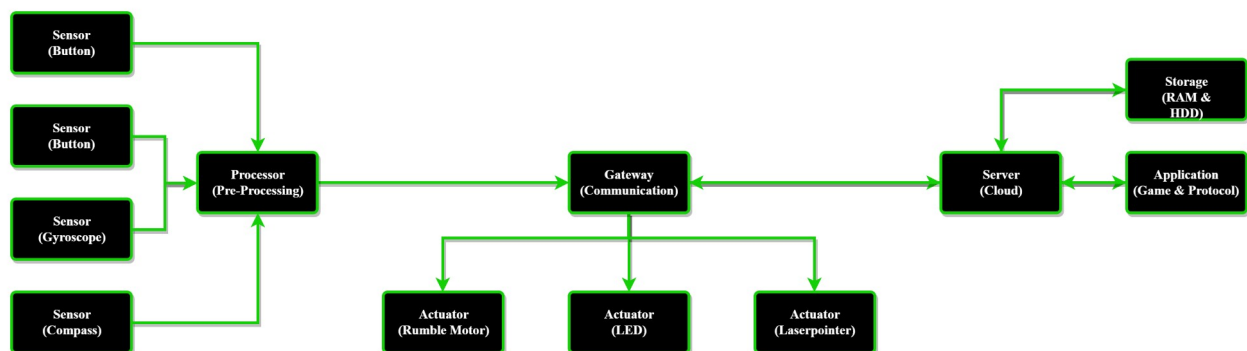 Sensor
(Button)
Sensor
(Button)
Sensor
(Gyroscope)
Sensor
(Compass)
Processor
(Pre-Processing)
Gateway
(Communication)
Actuator
(Rumble Motor)
Actuator
(LED)
Actuator
(Laserpointer)
Server
(Cloud)
Storage
(RAM &
HDD)
Application
(Game & Protocol)